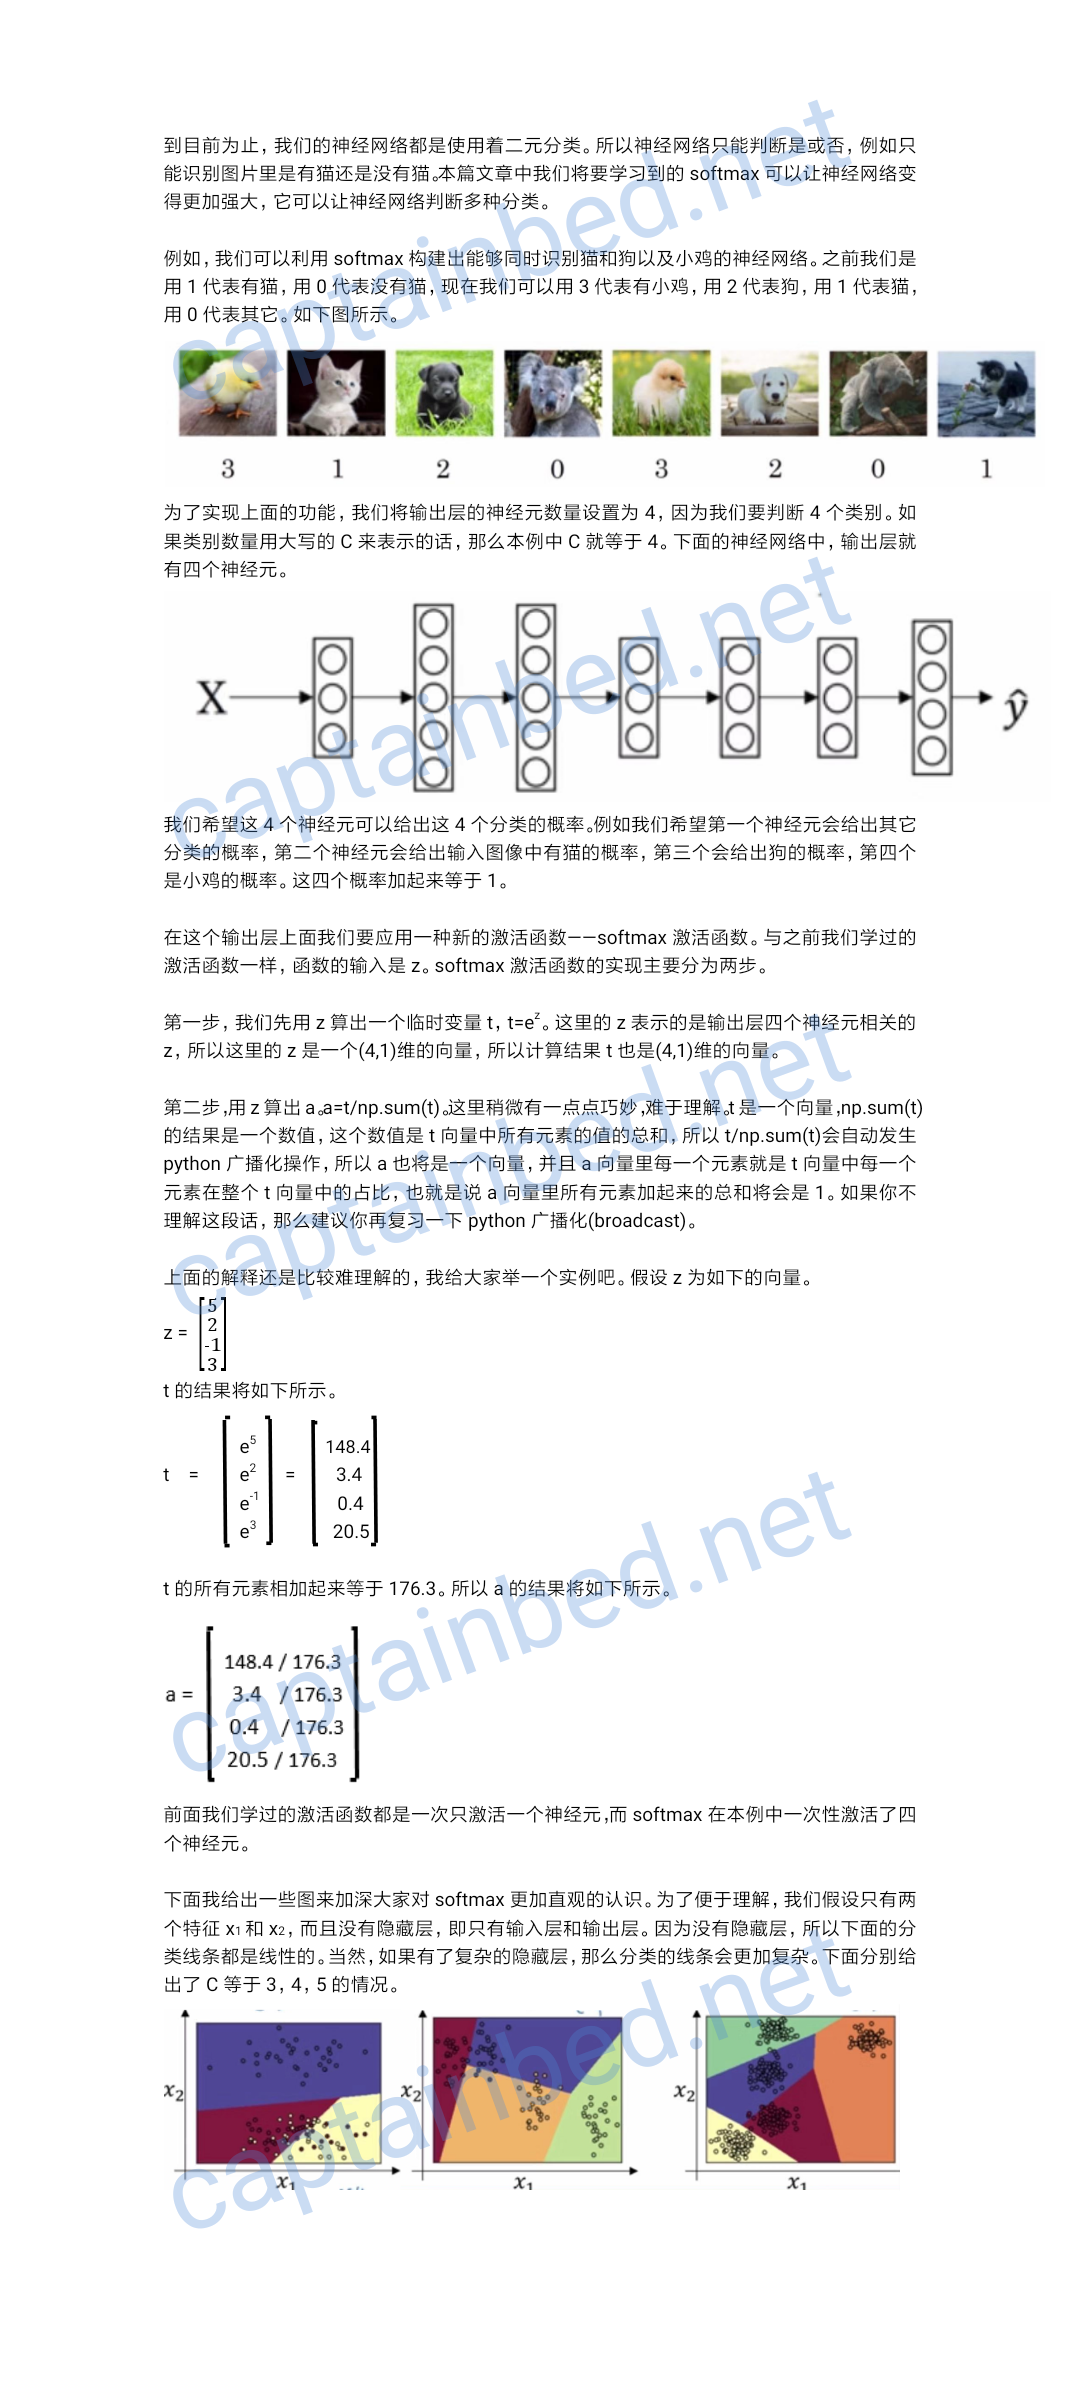 到目前为止，我们的神经网络都是使用着二元分类。所以神经网络只能判断是或否，例如只
能识别图片里是有猫还是没有猫。本篇文章中我们将要学习到的 softmax 可以让神经网络变
得更加强大，它可以让神经网络判断多种分类。
例如，我们可以利用 softmax 构建出能够同时识别猫和狗以及小鸡的神经网络。之前我们是
用 1 代表有猫，用 0 代表没有猫，现在我们可以用 3 代表有小鸡，用 2 代表狗，用 1 代表猫，
用 0 代表其它。如下图所示。
3 1 2 0 3 2 0 1
为了实现上面的功能，我们将输出层的神经元数量设置为 4，因为我们要判断 4 个类别。如
果类别数量用大写的 C 来表示的话，那么本例中 C 就等于 4。下面的神经网络中，输出层就
有四个神经元。
X ŷ
我们希望这 4 个神经元可以给出这 4 个分类的概率。例如我们希望第一个神经元会给出其它
分类的概率，第二个神经元会给出输入图像中有猫的概率，第三个会给出狗的概率，第四个
是小鸡的概率。这四个概率加起来等于 1。
在这个输出层上面我们要应用一种新的激活函数——softmax 激活函数。与之前我们学过的
激活函数一样，函数的输入是 z。softmax 激活函数的实现主要分为两步。
第一步，我们先用 z 算出一个临时变量 t，t=e^z。这里的 z 表示的是输出层四个神经元相关的
z，所以这里的 z 是一个(4,1)维的向量，所以计算结果 t 也是(4,1)维的向量。
第二步,用 z 算出 a。a=t/np.sum(t)。这里稍微有一点点巧妙,难于理解。t 是一个向量,np.sum(t)
的结果是一个数值，这个数值是 t 向量中所有元素的值的总和，所以 t/np.sum(t)会自动发生
python 广播化操作，所以 a 也将是一个向量，并且 a 向量里每一个元素就是 t 向量中每一个
元素在整个 t 向量中的占比，也就是说 a 向量里所有元素加起来的总和将会是 1。如果你不
理解这段话，那么建议你再复习一下 python 广播化(broadcast)。
上面的解释还是比较难理解的，我给大家举一个实例吧。假设 z 为如下的向量。
z =
5
2
-1
3
t 的结果将如下所示。
t =
e^5
e^2
e^-1
e^3
=
148.4
3.4
0.4
20.5
t 的所有元素相加起来等于 176.3。所以 a 的结果将如下所示。
a =
148.4 / 176.3
3.4 / 176.3
0.4 / 176.3
20.5 / 176.3
前面我们学过的激活函数都是一次只激活一个神经元,而 softmax 在本例中一次性激活了四
个神经元。
下面我给出一些图来加深大家对 softmax 更加直观的认识。为了便于理解，我们假设只有两
个特征 x₁ 和 x₂，而且没有隐藏层，即只有输入层和输出层。因为没有隐藏层，所以下面的分
类线条都是线性的。当然，如果有了复杂的隐藏层，那么分类的线条会更加复杂。下面分别给
出了 C 等于 3，4，5 的情况。
x₂ x₂ x₂
x₁ x₁ x₁
captainbed.net
captainbed.net
captainbed.net
captainbed.net
captainbed.net